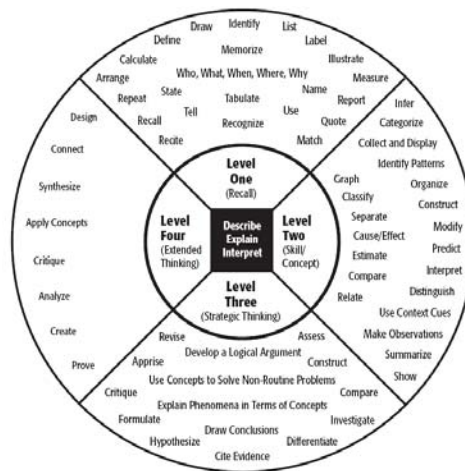 Draw
Identify
List
Define
Label
Memorize
Calculate
Illustrate
Who, What, When, Where, Why
Arrange
Measure
State
Name
Repeat
Tabulate
Report
Tell
Use
Recall
Recognize
Quote
Recite
Match
Level
One
(Recall)
Infer
Categorize
Collect and Display
Identify Patterns
Graph
Organize
Classify
Construct
Separate
Modify
Cause/Effect
Predict
Estimate
Interpret
Compare
Distinguish
Relate
Use Context Cues
Make Observations
Summarize
Show
Level
Two
(Skill/
Concept)
Describe
Explain
Interpret
Level
Three
(Strategic Thinking)
Revise
Assess
Develop a Logical Argument
Apprise
Construct
Use Concepts to Solve Non-Routine Problems
Critique
Compare
Explain Phenomena in Terms of Concepts
Formulate
Investigate
Draw Conclusions
Hypothesize
Differentiate
Cite Evidence
Level
Four
(Extended
Thinking)
Design
Connect
Synthesize
Apply Concepts
Critique
Analyze
Create
Prove